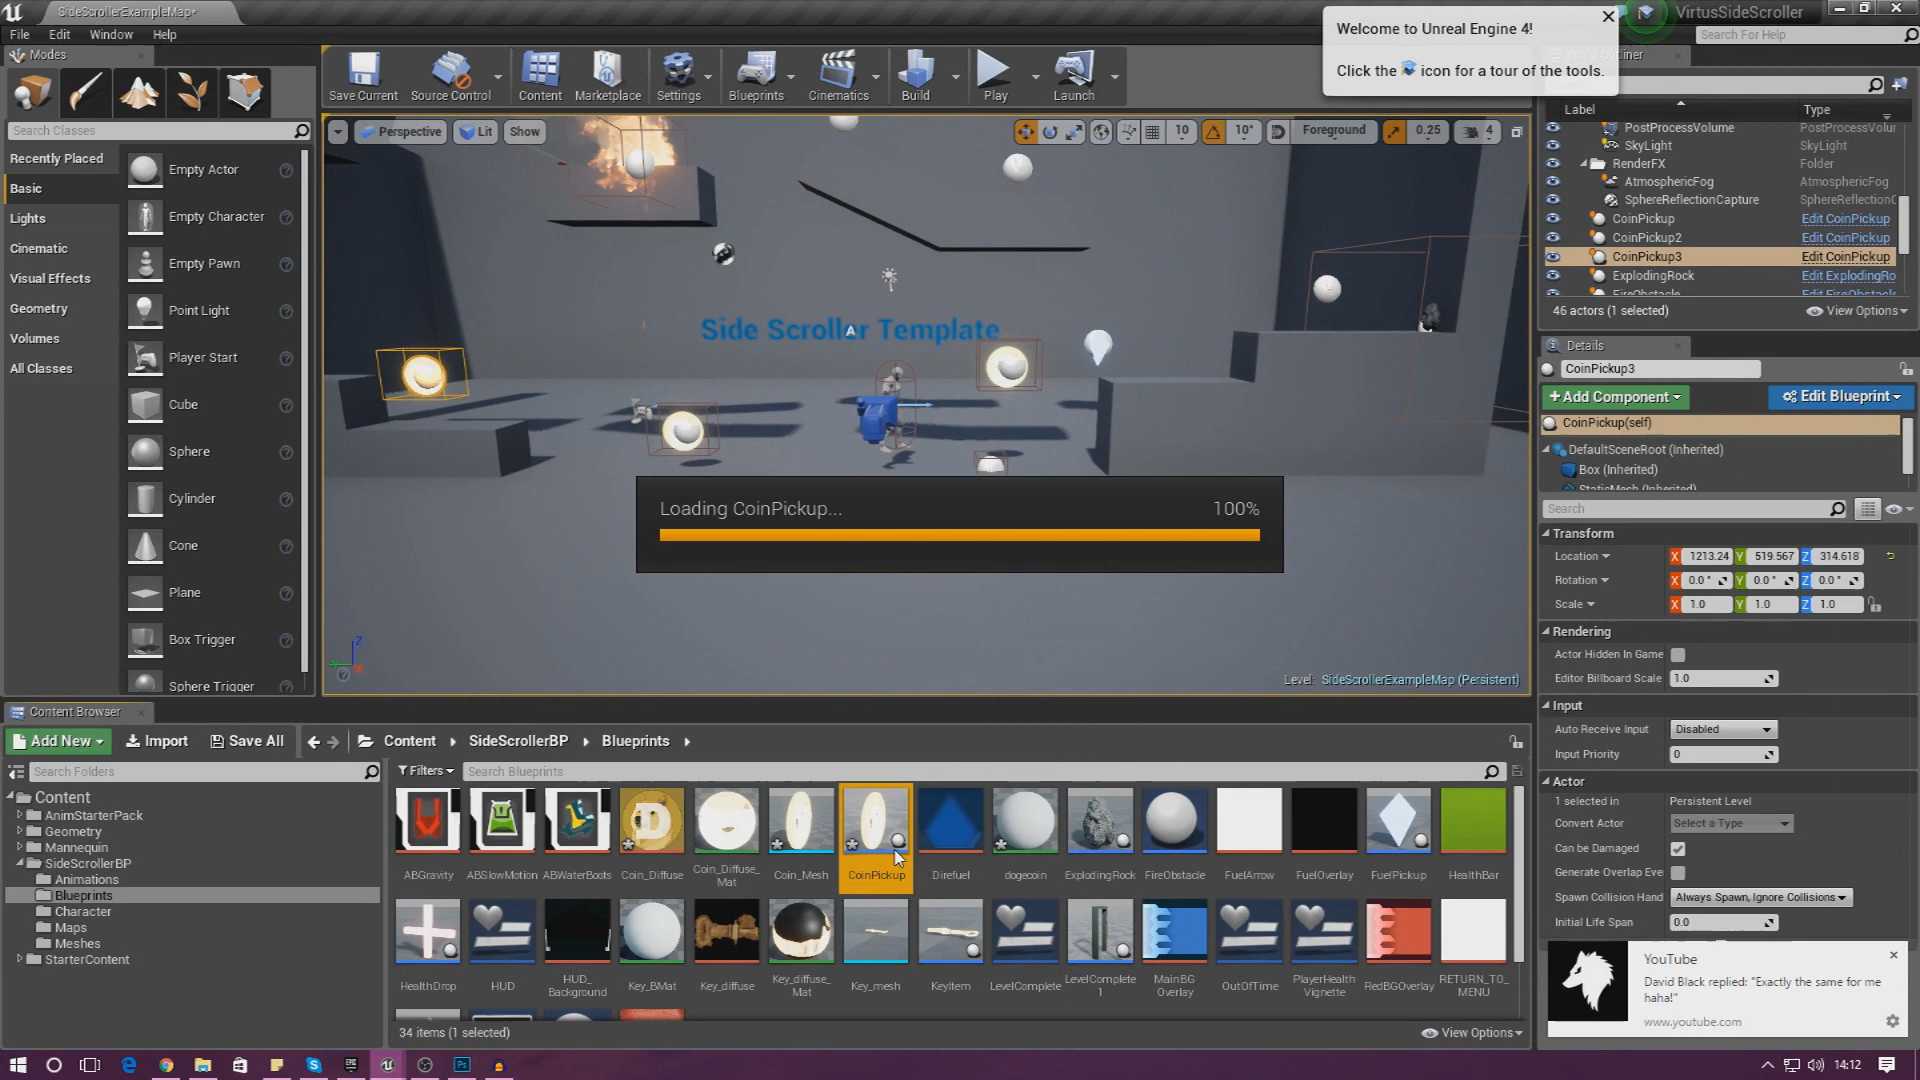 SideScrollerExampleMap*
VirtusSideScroller
File Edit Window Help
Search For Help
Welcome to Unreal Engine 4!
Click the icon for a tour of the tools.
Modes
Save Current
Source Control
Content
Marketplace
Settings
Blueprints
Cinematics
Build
Play
Launch
Search Classes
Recently Placed
Basic
Lights
Cinematic
Visual Effects
Geometry
Volumes
All Classes
Empty Actor
Empty Character
Empty Pawn
Point Light
Player Start
Cube
Sphere
Cylinder
Cone
Plane
Box Trigger
Sphere Trigger
Perspective Lit Show
10 10° Foreground 0.25 4
Side Scroller Template
Loading CoinPickup... 100%
Level: SideScrollerExampleMap (Persistent)
Label Type
PostProcessVolume PostProcessVolur
SkyLight SkyLight
RenderFX Folder
AtmosphericFog AtmosphericFog
SphereReflectionCapture SphereReflectionC
CoinPickup Edit CoinPickup
CoinPickup2 Edit CoinPickup
CoinPickup3 Edit CoinPickup
ExplodingRock Edit ExplodingRo
FireObstacle Edit FireObstacle
46 actors (1 selected) View Options
Details
CoinPickup3
+Add Component Edit Blueprint
CoinPickup(self)
DefaultSceneRoot (Inherited)
Box (Inherited)
StaticMesh (Inherited)
Search
Transform
Location X 1213.24 Y 519.567 Z 314.618
Rotation X 0.0 ° Y 0.0 ° Z 0.0 °
Scale X 1.0 Y 1.0 Z 1.0
Rendering
Actor Hidden In Game
Editor Billboard Scale 1.0
Input
Auto Receive Input Disabled
Input Priority 0
Actor
1 selected in Persistent Level
Convert Actor Select a Type
Can be Damaged
Generate Overlap Eve
Spawn Collision Hand Always Spawn, Ignore Collisions
Initial Life Span 0.0
YouTube
David Black replied: "Exactly the same for me
haha!"
www.youtube.com
Content Browser
Add New Import Save All Content SideScrollerBP Blueprints
Search Folders
Filters Search Blueprints
Content
AnimStarterPack
Geometry
Mannequin
SideScrollerBP
Animations
Blueprints
Character
Maps
Meshes
StarterContent
ABGravity
ABSlowMotion
ABWaterBoots
Coin_Diffuse
Coin_Diffuse_
Mat
Coin_Mesh
CoinPickup
Direfuel
dogecoin
ExplodingRock
FireObstacle
FuelArrow
FuelOverlay
FuelPickup
HealthBar
HealthDrop
HUD
HUD_
Background
Key_BMat
Key_diffuse
Key_diffuse_
Mat
Key_mesh
KeyItem
LevelComplete
LevelComplete
1
MainBG
Overlay
OutOfTime
PlayerHealth
Vignette
RedBGOverlay
RETURN_TO_
MENU
34 items (1 selected) View Options
14:12